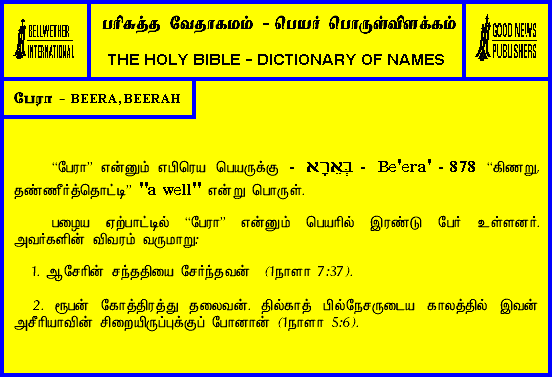 BELLWETHER
INTERNATIONAL
பரிசுத்த வேதாகமம் - பெயர் பொருள்விளக்கம்
THE HOLY BIBLE - DICTIONARY OF NAMES
GOOD NEWS
PUBLISHERS
பேரா - BEERA, BEERAH
“பேரா” என்னும் எபிரெய பெயருக்கு - בְּאֵרָא - Be'era' - 878 “கிணறு,
தண்ணீர்த்தொட்டி” "a well" என்று பொருள்.
பழைய ஏற்பாட்டில் “பேரா” என்னும் பெயரில் இரண்டு பேர் உள்ளனர்.
அவர்களின் விவரம் வருமாறு:
1. ஆசேரின் சந்ததியை சேர்ந்தவன் (1நாளா 7:37).
2. ரூபன் கோத்திரத்து தலைவன். தில்காத் பில்நேசருடைய காலத்தில் இவன்
அசீரியாவின் சிறையிருப்புக்குப் போனான் (1நாளா 5:6).